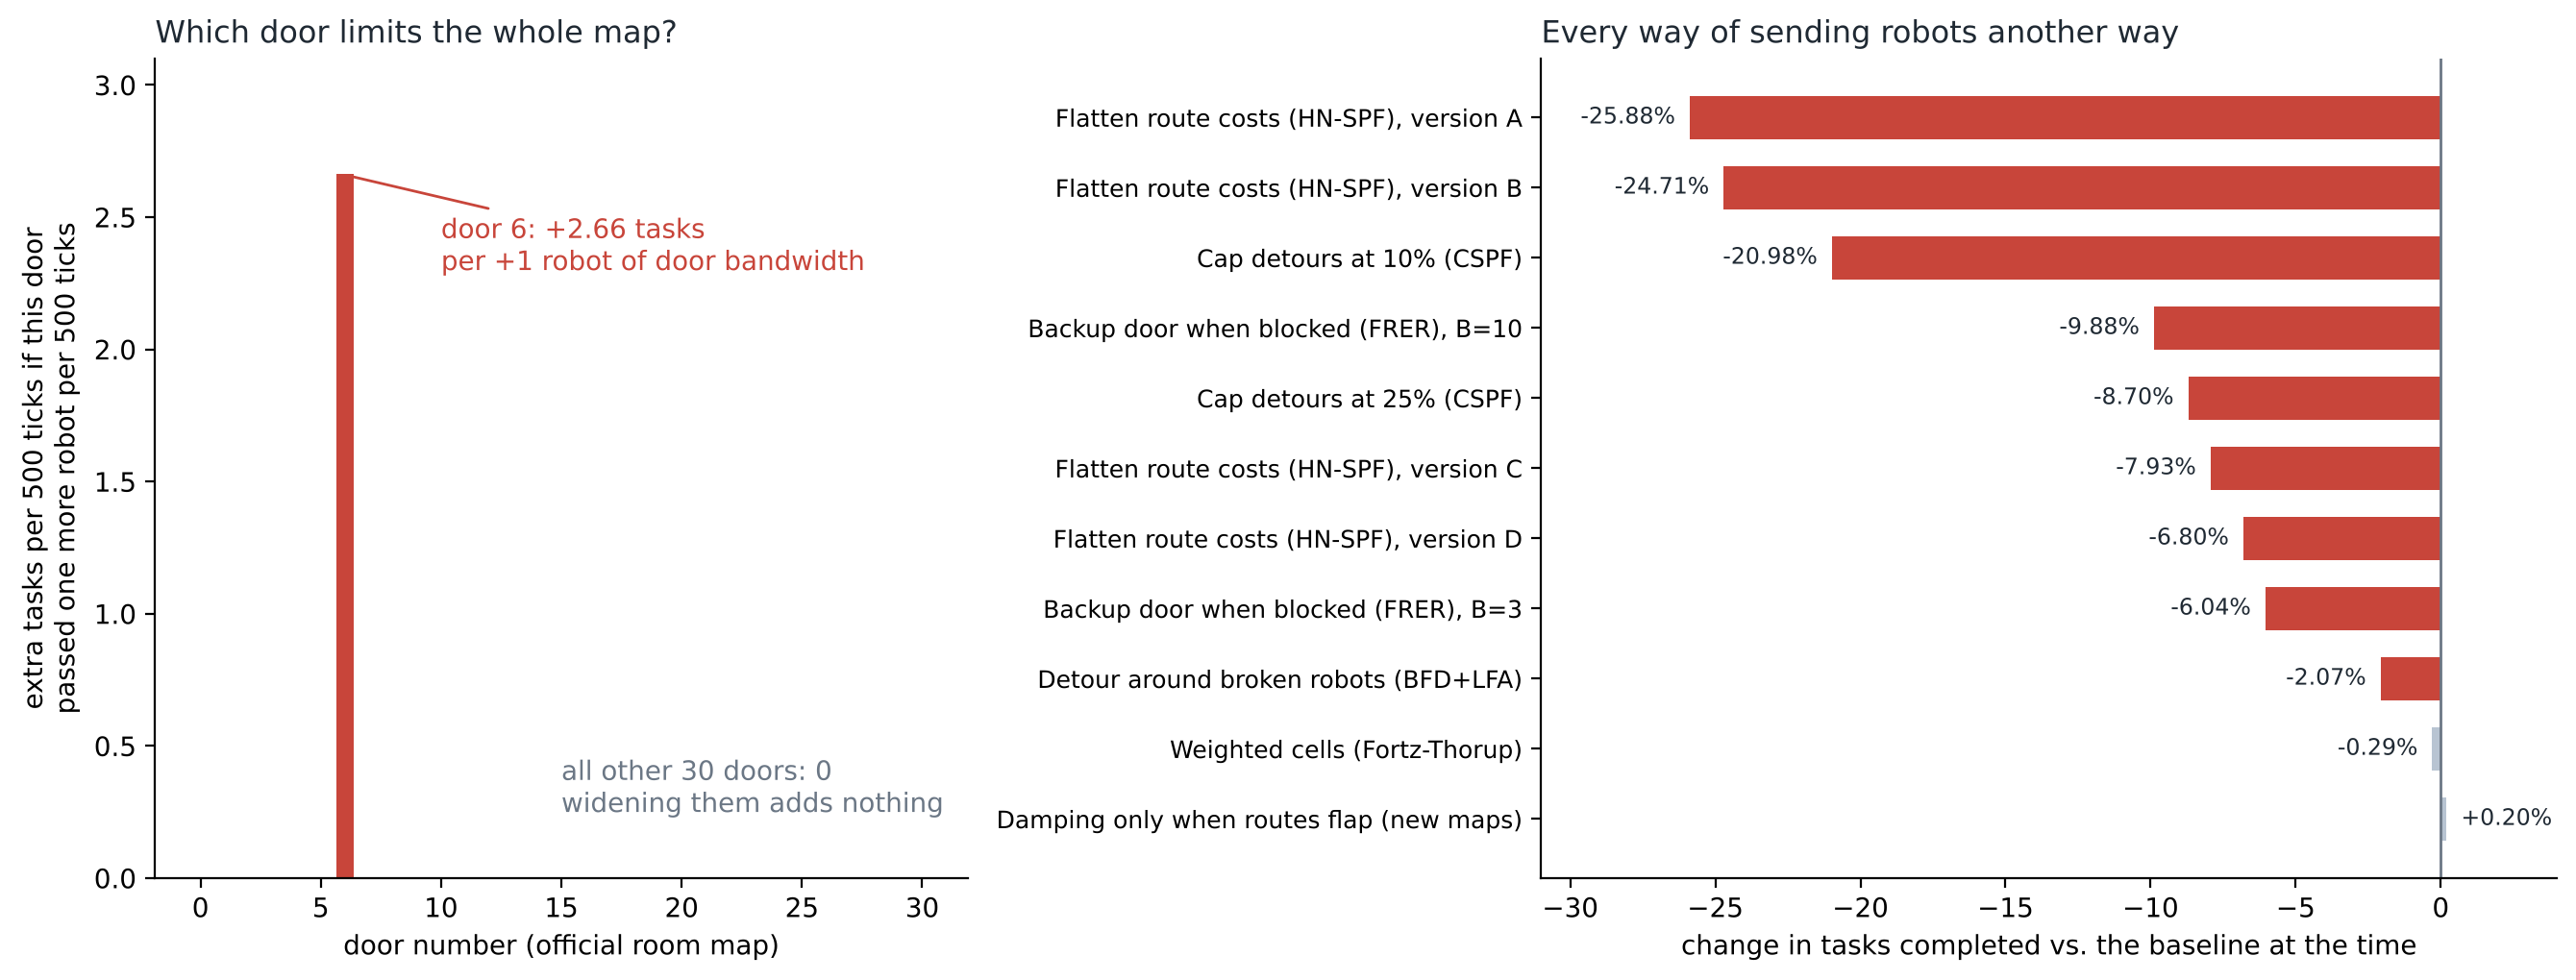 Which door limits the whole map?
extra tasks per 500 ticks if this door
passed one more robot per 500 ticks
3.0
2.5
2.0
1.5
1.0
0.5
0.0
door 6: +2.66 tasks
per +1 robot of door bandwidth
all other 30 doors: 0
widening them adds nothing
0 5 10 15 20 25 30
door number (official room map)
Every way of sending robots another way
Flatten route costs (HN-SPF), version A -25.88%
Flatten route costs (HN-SPF), version B -24.71%
Cap detours at 10% (CSPF) -20.98%
Backup door when blocked (FRER), B=10 -9.88%
Cap detours at 25% (CSPF) -8.70%
Flatten route costs (HN-SPF), version C -7.93%
Flatten route costs (HN-SPF), version D -6.80%
Backup door when blocked (FRER), B=3 -6.04%
Detour around broken robots (BFD+LFA) -2.07%
Weighted cells (Fortz-Thorup) -0.29%
Damping only when routes flap (new maps) +0.20%
−30 −25 −20 −15 −10 −5 0
change in tasks completed vs. the baseline at the time